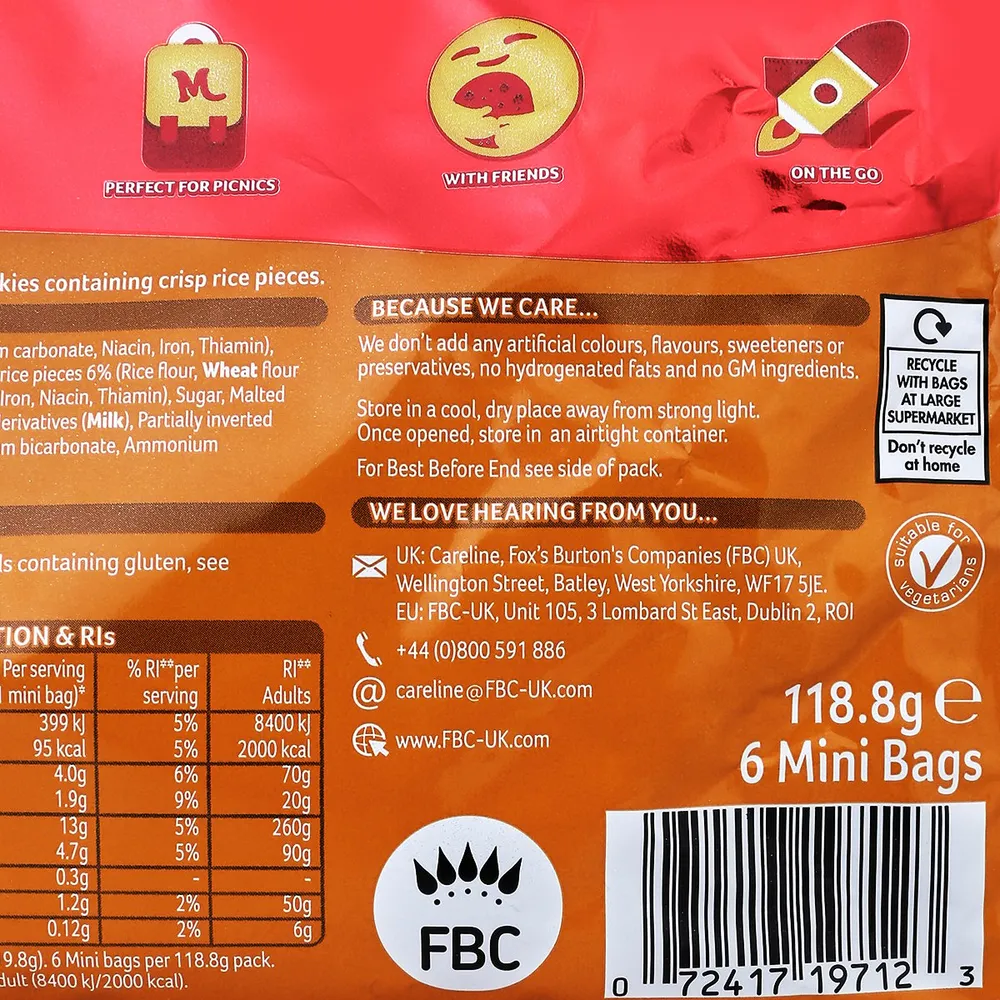 M
PERFECT FOR PICNICS
WITH FRIENDS
ON THE GO
kies containing crisp rice pieces.
n carbonate, Niacin, Iron, Thiamin),
rice pieces 6% (Rice flour, Wheat flour
Iron, Niacin, Thiamin), Sugar, Malted
erivatives (Milk), Partially inverted
m bicarbonate, Ammonium
ls containing gluten, see
TION & RIs
Per serving % RI**per RI**
mini bag)‡ serving Adults
399 kJ 5% 8400 kJ
95 kcal 5% 2000 kcal
4.0g 6% 70g
1.9g 9% 20g
13g 5% 260g
4.7g 5% 90g
0.3g - -
1.2g 2% 50g
0.12g 2% 6g
9.8g). 6 Mini bags per 118.8g pack.
dult (8400 kJ/2000 kcal).
BECAUSE WE CARE...
We don't add any artificial colours, flavours, sweeteners or
preservatives, no hydrogenated fats and no GM ingredients.
Store in a cool, dry place away from strong light.
Once opened, store in an airtight container.
For Best Before End see side of pack.
WE LOVE HEARING FROM YOU...
UK: Careline, Fox's Burton's Companies (FBC) UK,
Wellington Street, Batley, West Yorkshire, WF17 5JE.
EU: FBC-UK, Unit 105, 3 Lombard St East, Dublin 2, ROI
+44 (0)800 591 886
@ careline@FBC-UK.com
www.FBC-UK.com
FBC
RECYCLE
WITH BAGS
AT LARGE
SUPERMARKET
Don't recycle
at home
suitable for
vegetarians
118.8g ℮
6 Mini Bags
0 72417 19712 3